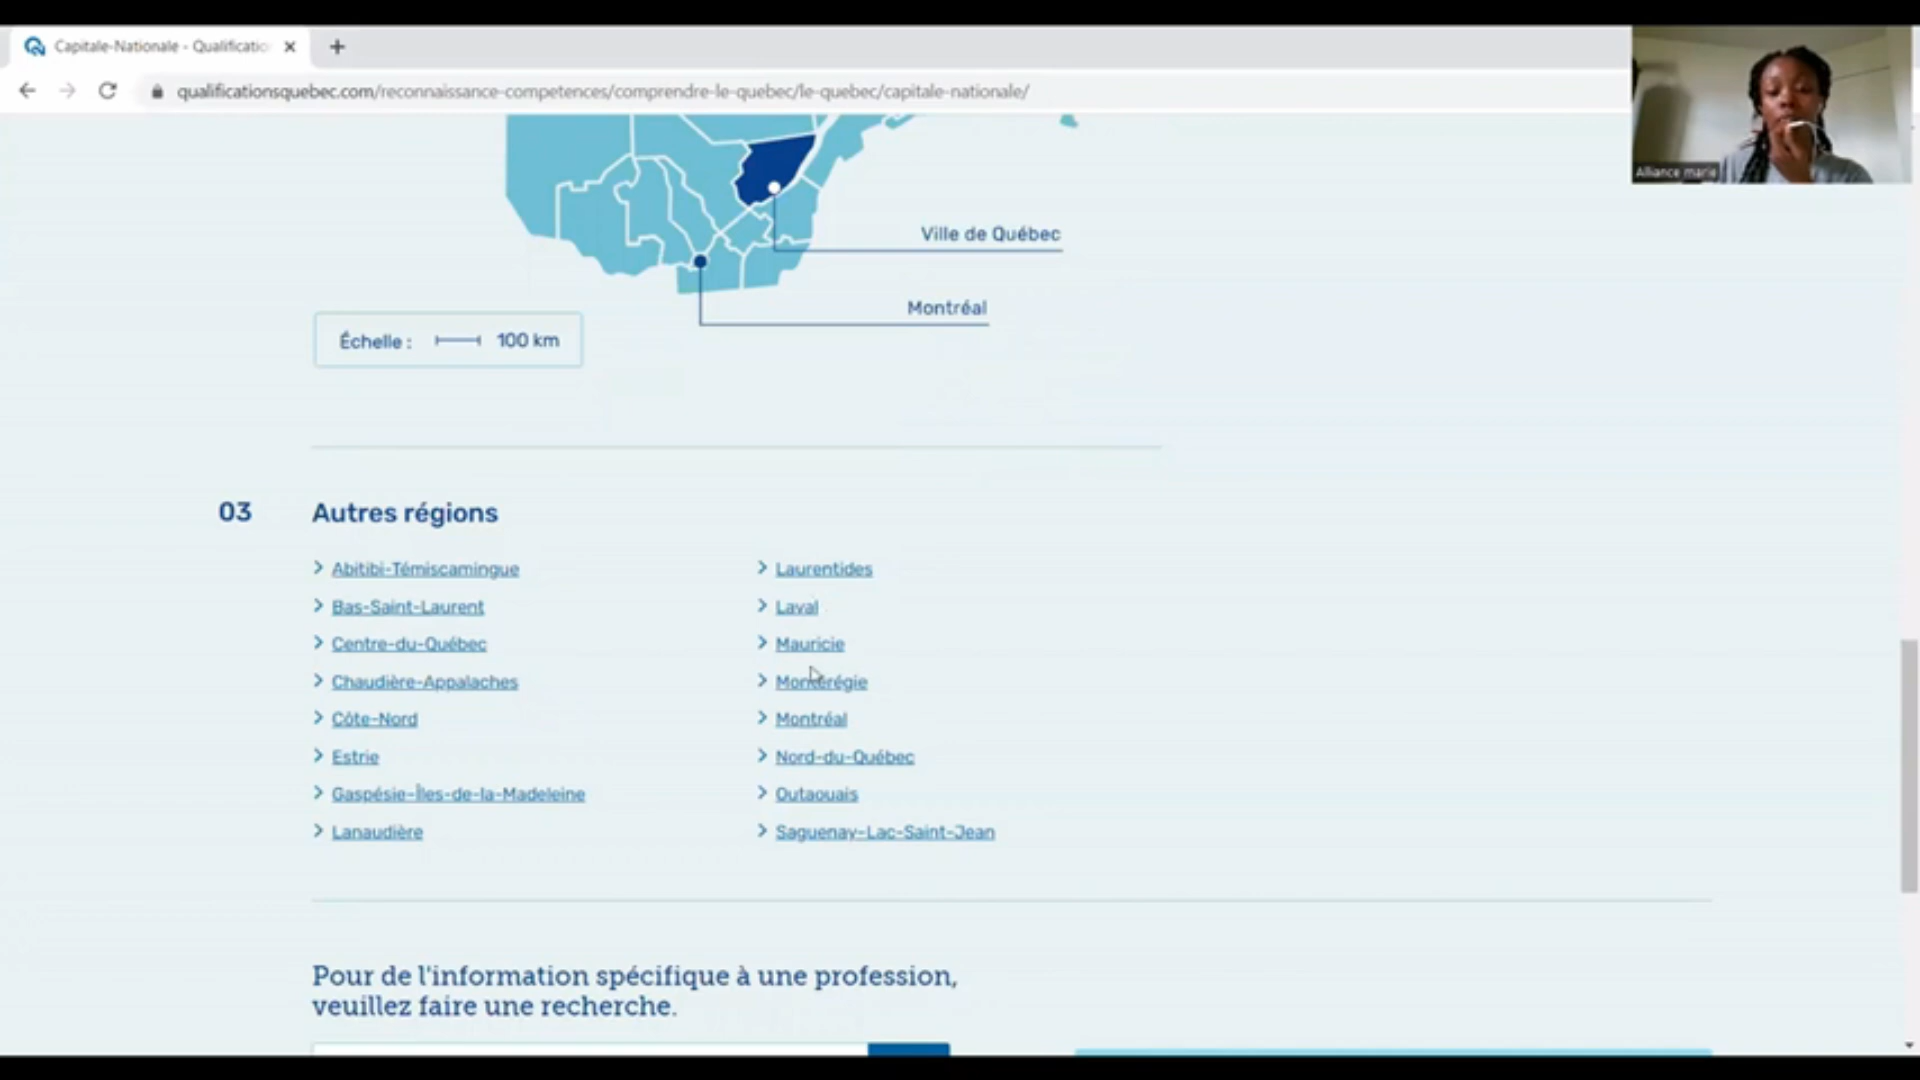 Capitale-Nationale - Qualificatio
qualificationsquebec.com/reconnaissance-competences/comprendre-le-quebec/le-quebec/capitale-nationale/
Alliance marie
Ville de Québec
Montréal
Échelle : 100 km
03 Autres régions
Abitibi-Témiscamingue
Bas-Saint-Laurent
Centre-du-Québec
Chaudière-Appalaches
Côte-Nord
Estrie
Gaspésie-Îles-de-la-Madeleine
Lanaudière
Laurentides
Laval
Mauricie
Montérégie
Montréal
Nord-du-Québec
Outaouais
Saguenay-Lac-Saint-Jean
Pour de l'information spécifique à une profession,
veuillez faire une recherche.